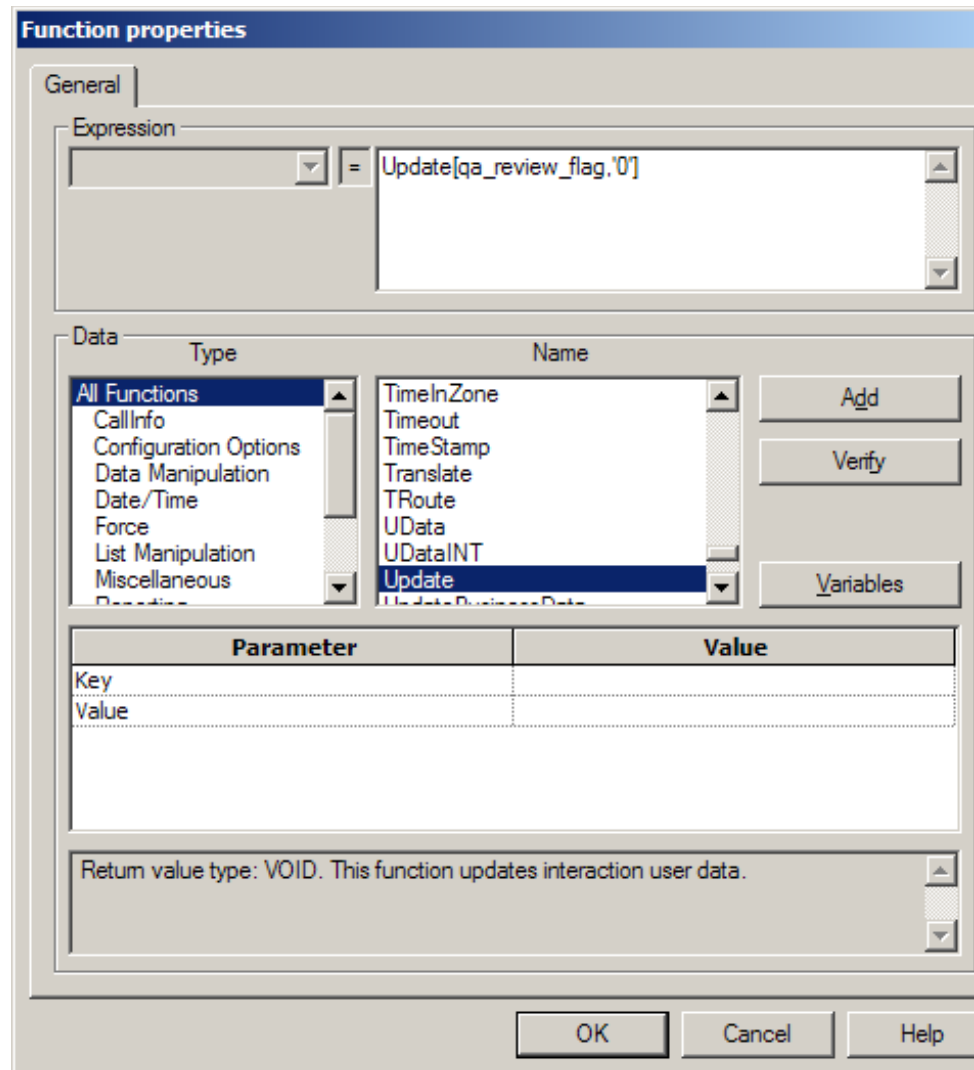 Function properties
General
Expression
= Update[qa_review_flag,'0']
Data
Type Name
All Functions
CallInfo
Configuration Options
Data Manipulation
Date/Time
Force
List Manipulation
Miscellaneous
Reporting
TimeInZone
Timeout
TimeStamp
Translate
TRoute
UData
UDataINT
Update
UpdateBusinessData
Add
Verify
Variables
Parameter Value
Key
Value
Return value type: VOID. This function updates interaction user data.
OK Cancel Help